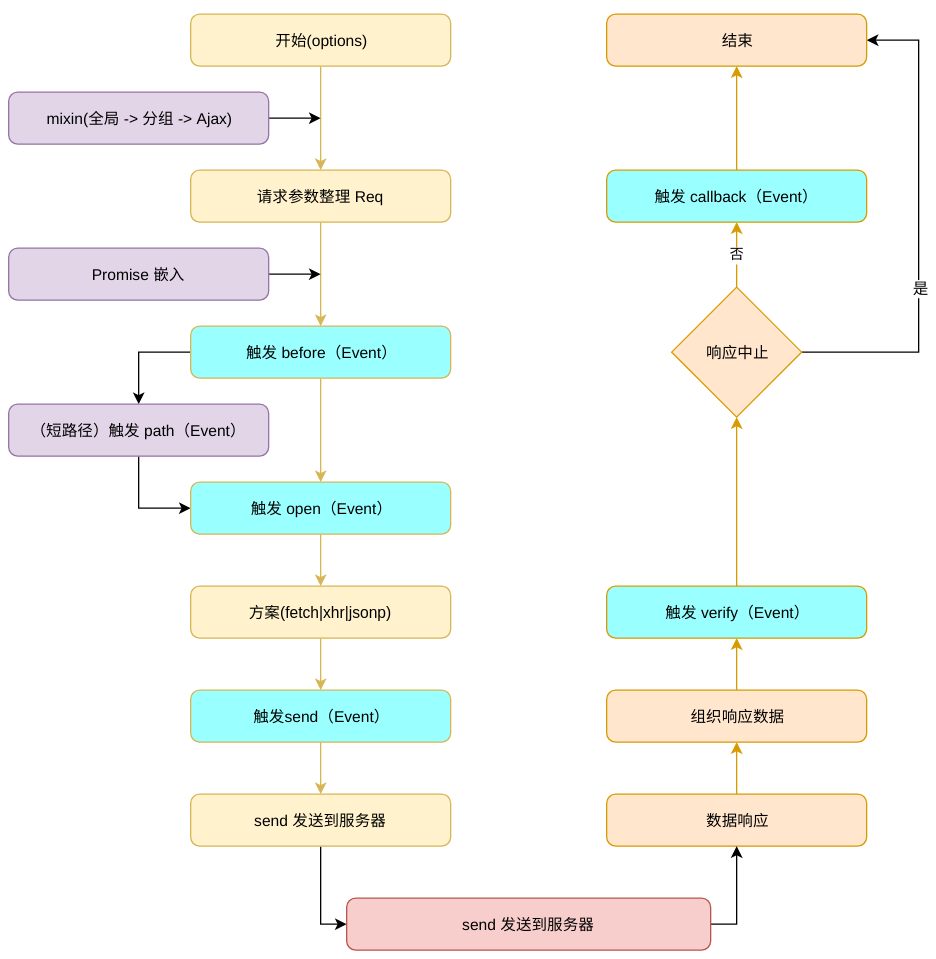 开始(options)
mixin(全局 -> 分组 -> Ajax)
请求参数整理 Req
Promise 嵌入
触发 before（Event）
（短路径）触发 path（Event）
触发 open（Event）
方案(fetch|xhr|jsonp)
触发send（Event）
send 发送到服务器
send 发送到服务器
数据响应
组织响应数据
触发 verify（Event）
响应中止
否
是
触发 callback（Event）
结束